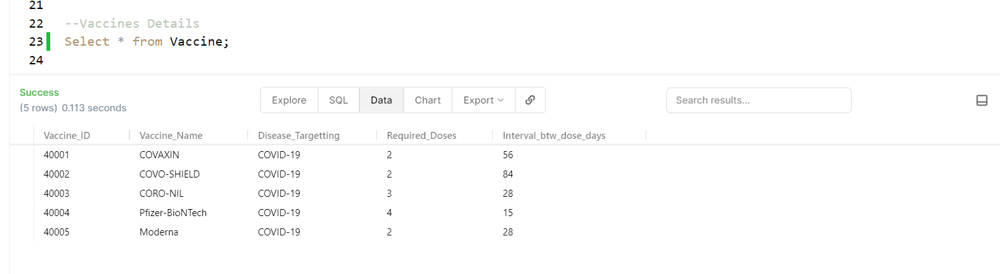 21
22 --Vaccines Details
23 Select * from Vaccine;
24
Success
(5 rows) 0.113 seconds
Explore SQL Data Chart Export
Search results...
Vaccine_ID Vaccine_Name Disease_Targetting Required_Doses Interval_btw_dose_days
40001 COVAXIN COVID-19 2 56
40002 COVO-SHIELD COVID-19 2 84
40003 CORO-NIL COVID-19 3 28
40004 Pfizer-BioNTech COVID-19 4 15
40005 Moderna COVID-19 2 28